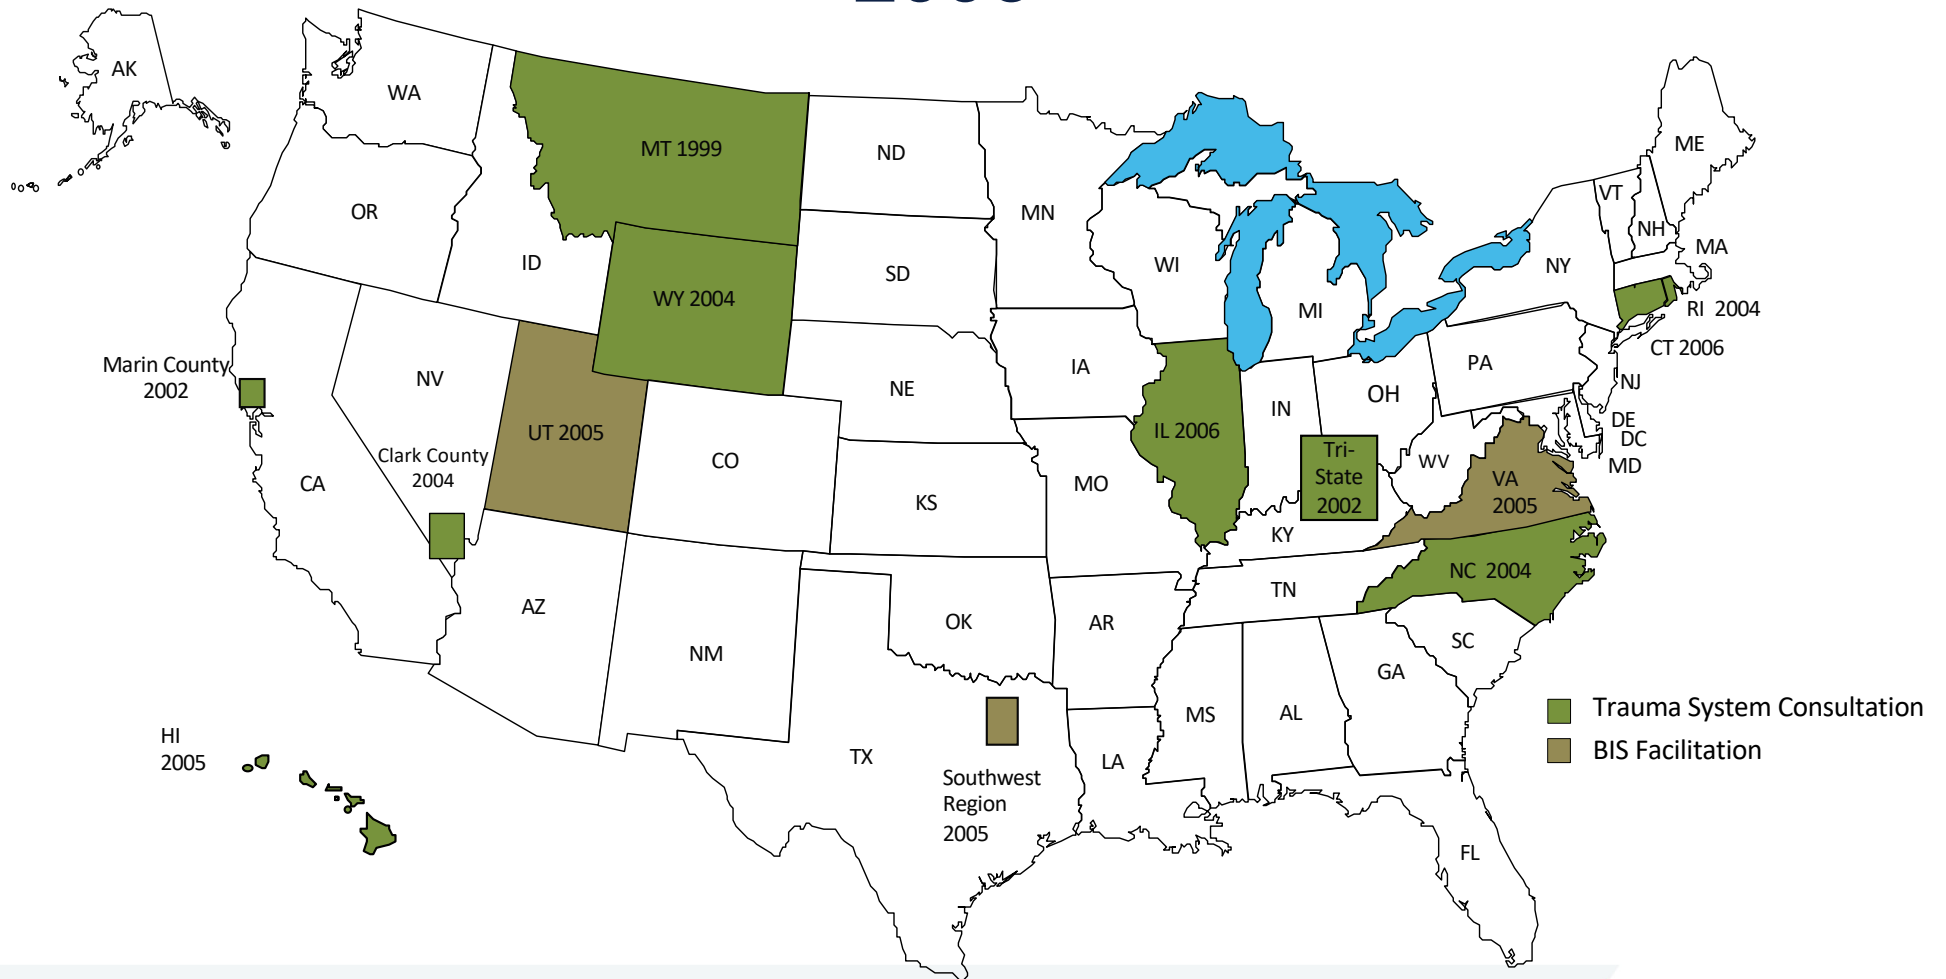 AK
WA
MT 1999
ND
MN
ME
OR
ID
WY 2004
SD
WI
MI
NY
VT
NH
MA
RI 2004
CT 2006
Marin County
2002
NV
UT 2005
NE
IA
IL 2006
IN
OH
PA
NJ
DE
DC
MD
Clark County
2004
CA
CO
KS
MO
Tri-
State
2002
WV
VA
2005
KY
NC 2004
TN
AZ
NM
OK
AR
SC
GA
MS
AL
TX
LA
FL
Southwest
Region
2005
HI
2005
Trauma System Consultation
BIS Facilitation